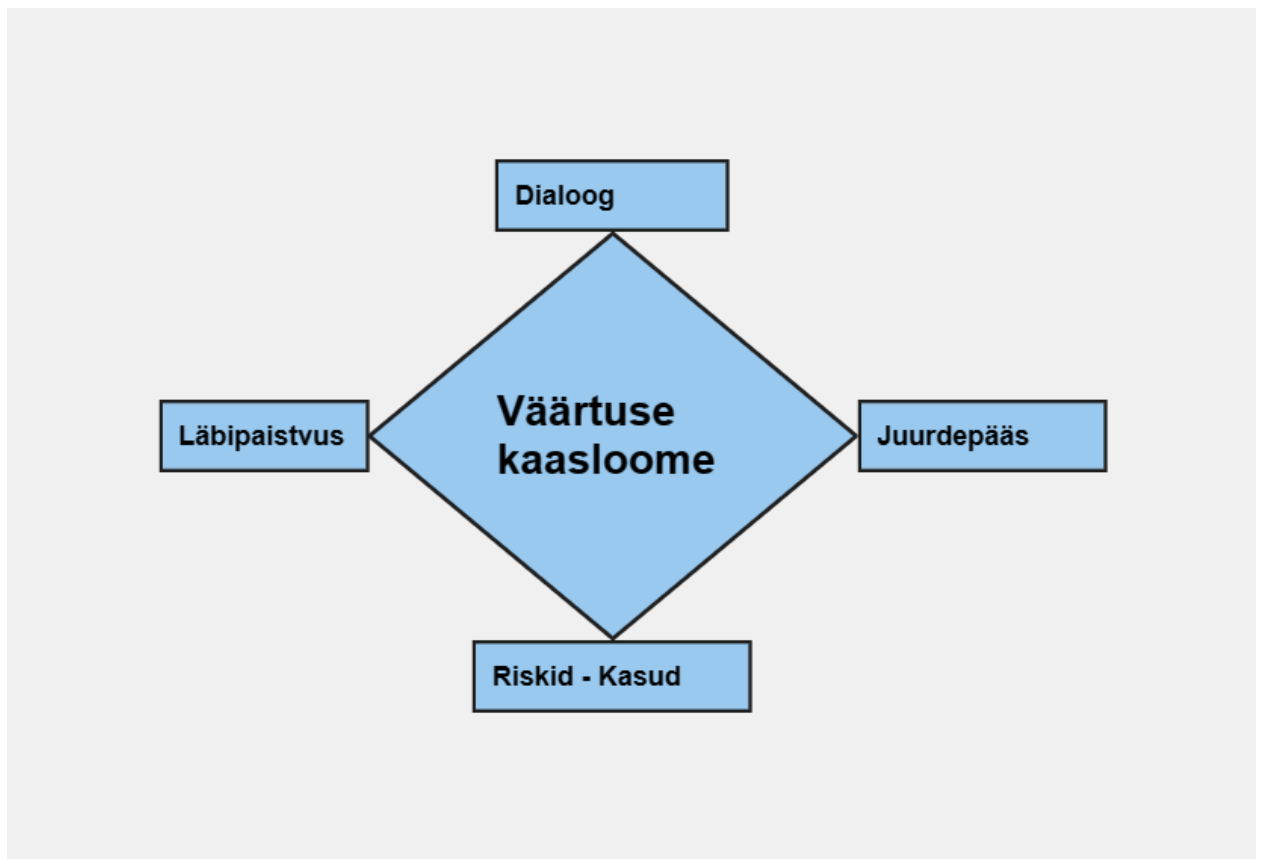 Dialoog
Väärtuse
kaasloome
Läbipaistvus
Juurdepääs
Riskid - Kasud